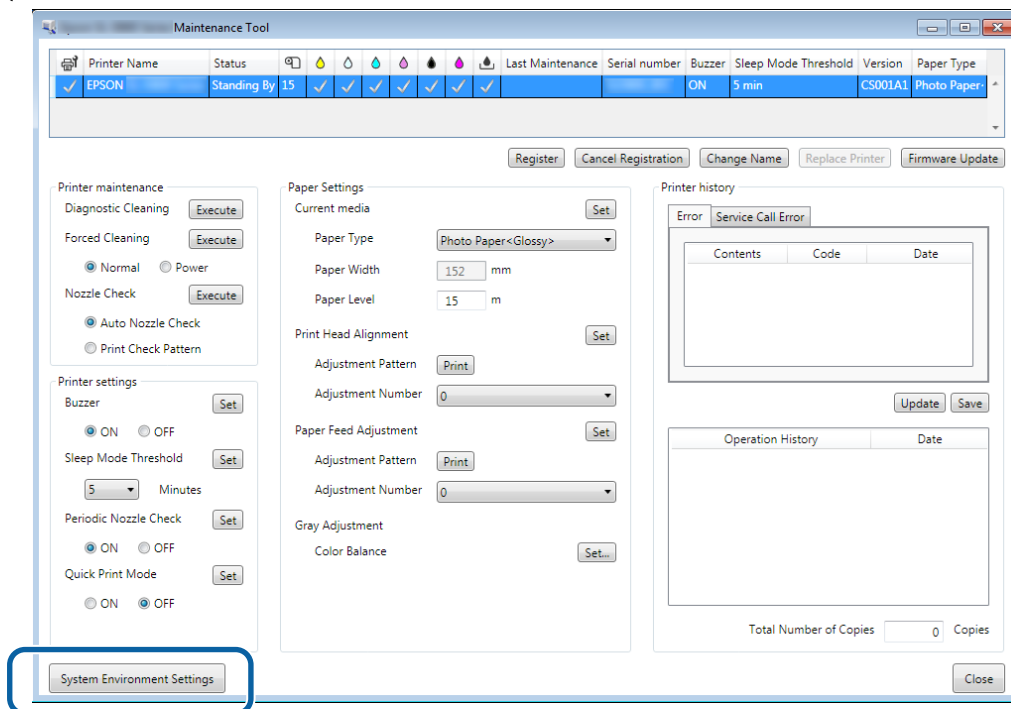 Maintenance Tool
Printer Name Status Last Maintenance Serial number Buzzer Sleep Mode Threshold Version Paper Type
EPSON Standing By 15 ON 5 min CS001A1 Photo Paper
Register Cancel Registration Change Name Replace Printer Firmware Update
Printer maintenance
Diagnostic Cleaning Execute
Forced Cleaning Execute
Normal Power
Nozzle Check Execute
Auto Nozzle Check
Print Check Pattern
Printer settings
Buzzer Set
ON OFF
Sleep Mode Threshold Set
5 Minutes
Periodic Nozzle Check Set
ON OFF
Quick Print Mode Set
ON OFF
Paper Settings
Current media Set
Paper Type Photo Paper<Glossy>
Paper Width 152 mm
Paper Level 15 m
Print Head Alignment Set
Adjustment Pattern Print
Adjustment Number 0
Paper Feed Adjustment Set
Adjustment Pattern Print
Adjustment Number 0
Gray Adjustment
Color Balance Set...
Printer history
Error Service Call Error
Contents Code Date
Update Save
Operation History Date
Total Number of Copies 0 Copies
System Environment Settings Close